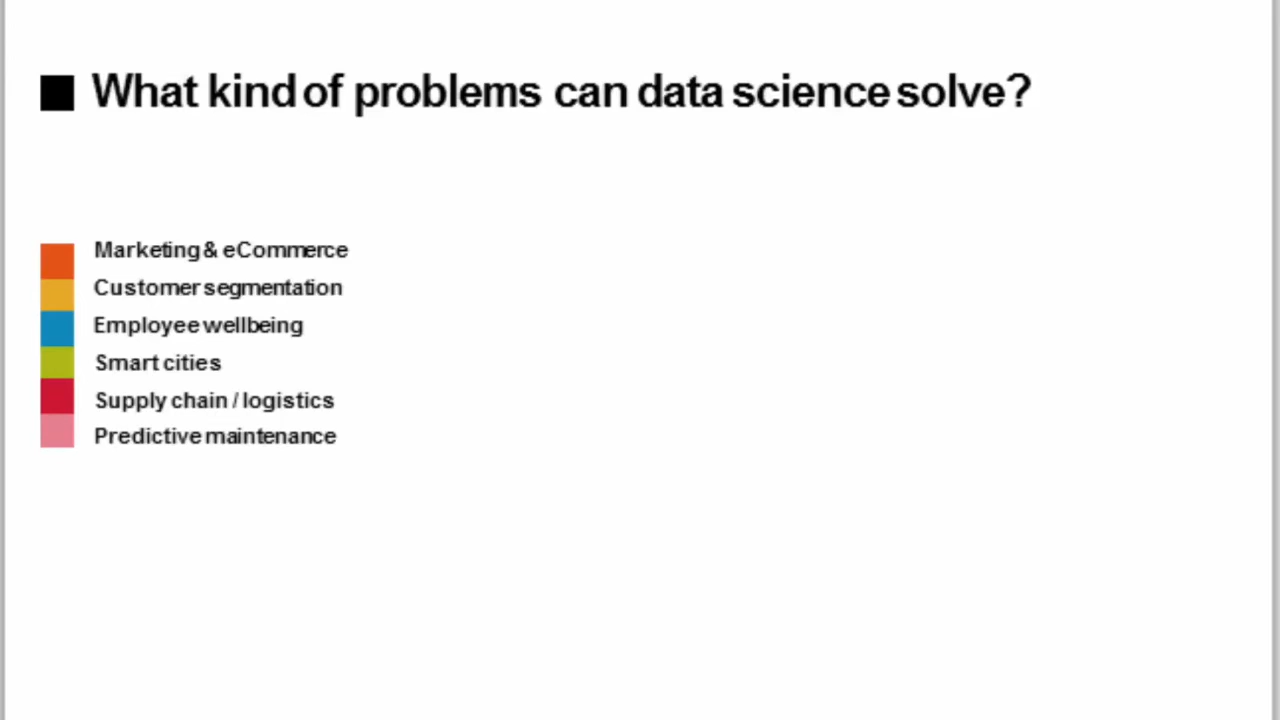 What kind of problems can data science solve?
Marketing & eCommerce
Customer segmentation
Employee wellbeing
Smart cities
Supply chain / logistics
Predictive maintenance